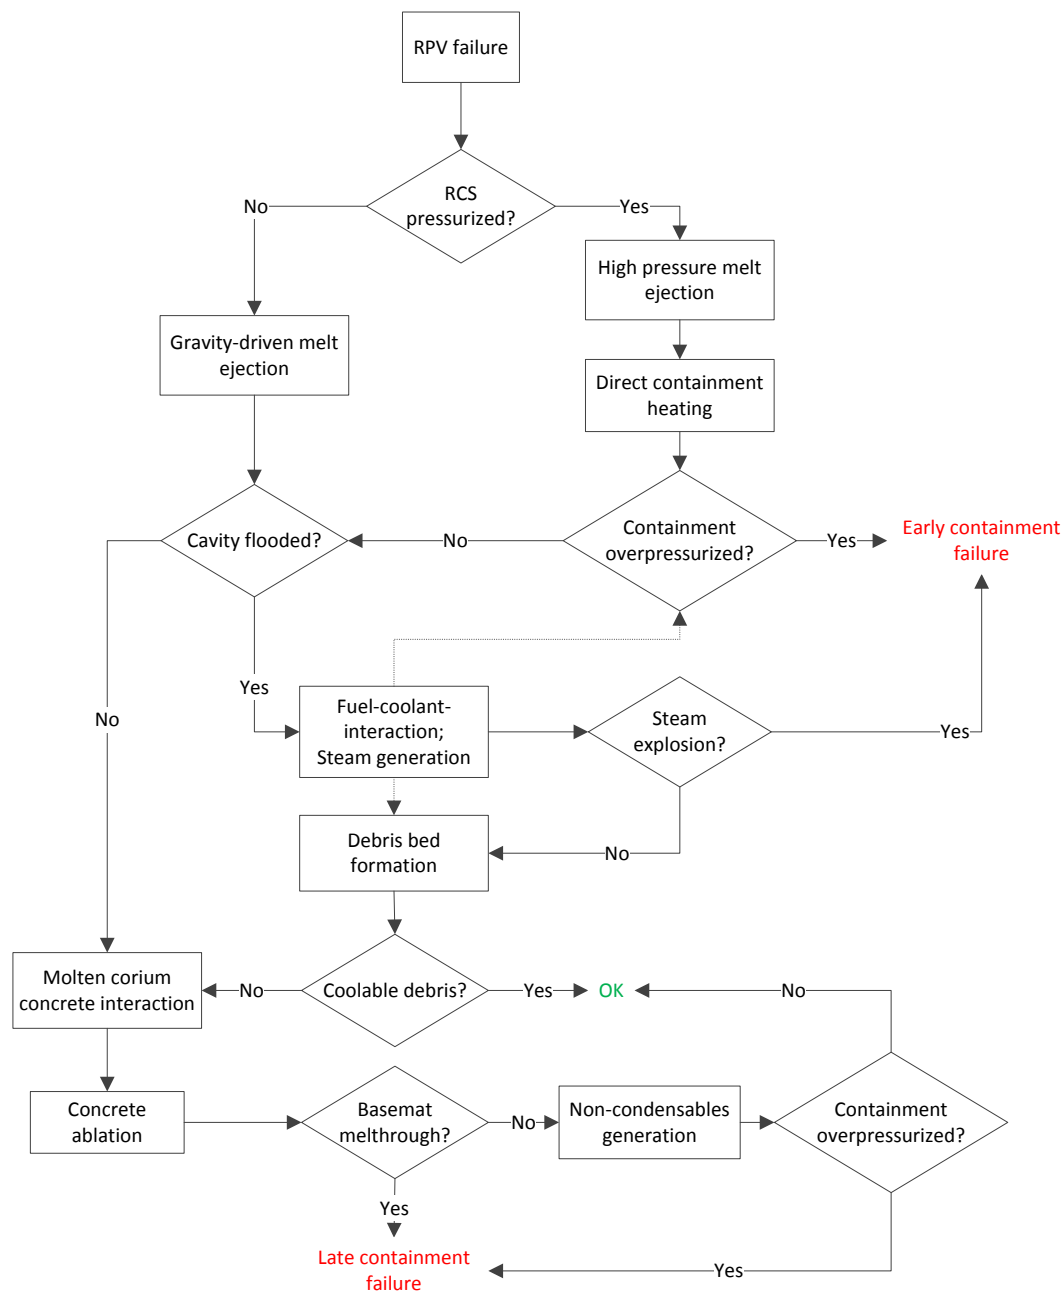 RPV failure
RCS
pressurized?
No
Yes
High pressure melt
ejection
Gravity-driven melt
ejection
Direct containment
heating
Cavity flooded?
No
Containment
overpressurized?
Yes
Early containment
failure
Yes
No
Fuel-coolant-
interaction;
Steam generation
Steam
explosion?
Yes
Debris bed
formation
No
Molten corium
concrete interaction
No
Coolable debris?
Yes
OK
No
Concrete
ablation
Basemat
melthrough?
No
Non-condensables
generation
Containment
overpressurized?
Yes
Late containment
failure
Yes